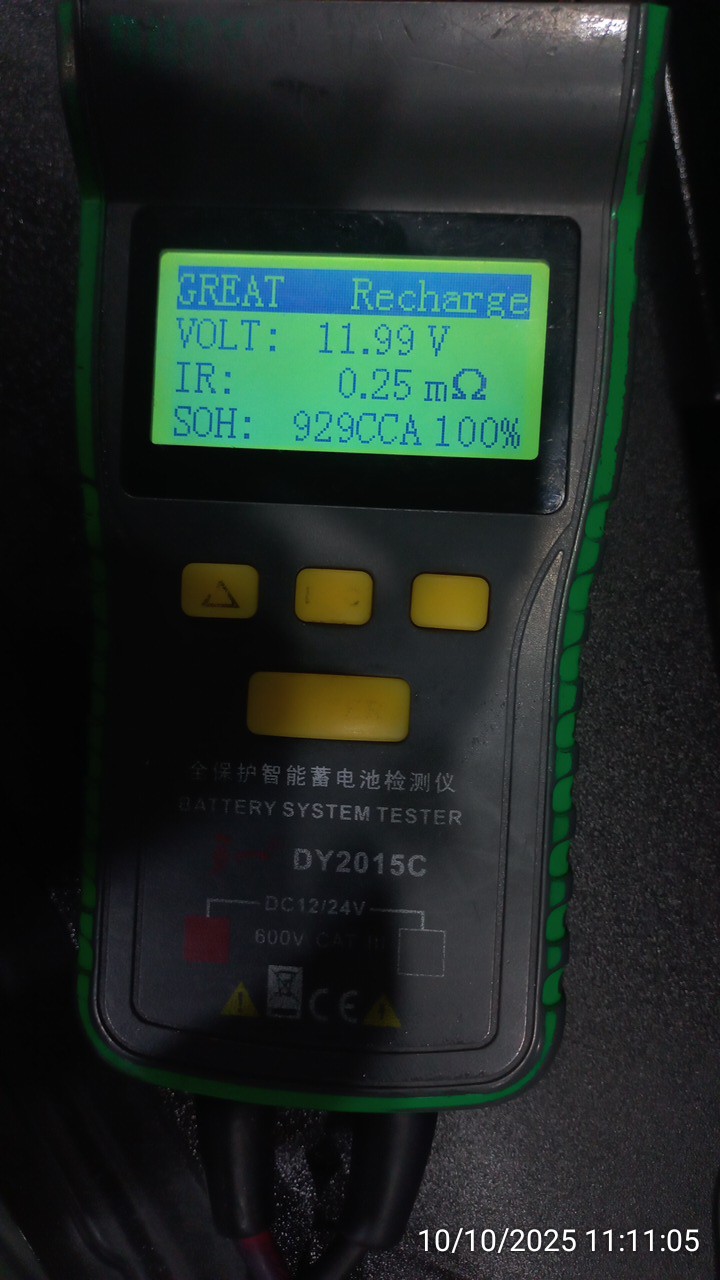 GREAT Recharge
VOLT: 11.99 V
IR: 0.25 mΩ
SOH: 929CCA 100%
全保护智能蓄电池检测仪
BATTERY SYSTEM TESTER
DY2015C
DC12/24V
600V CAT III
CE
10/10/2025 11:11:05